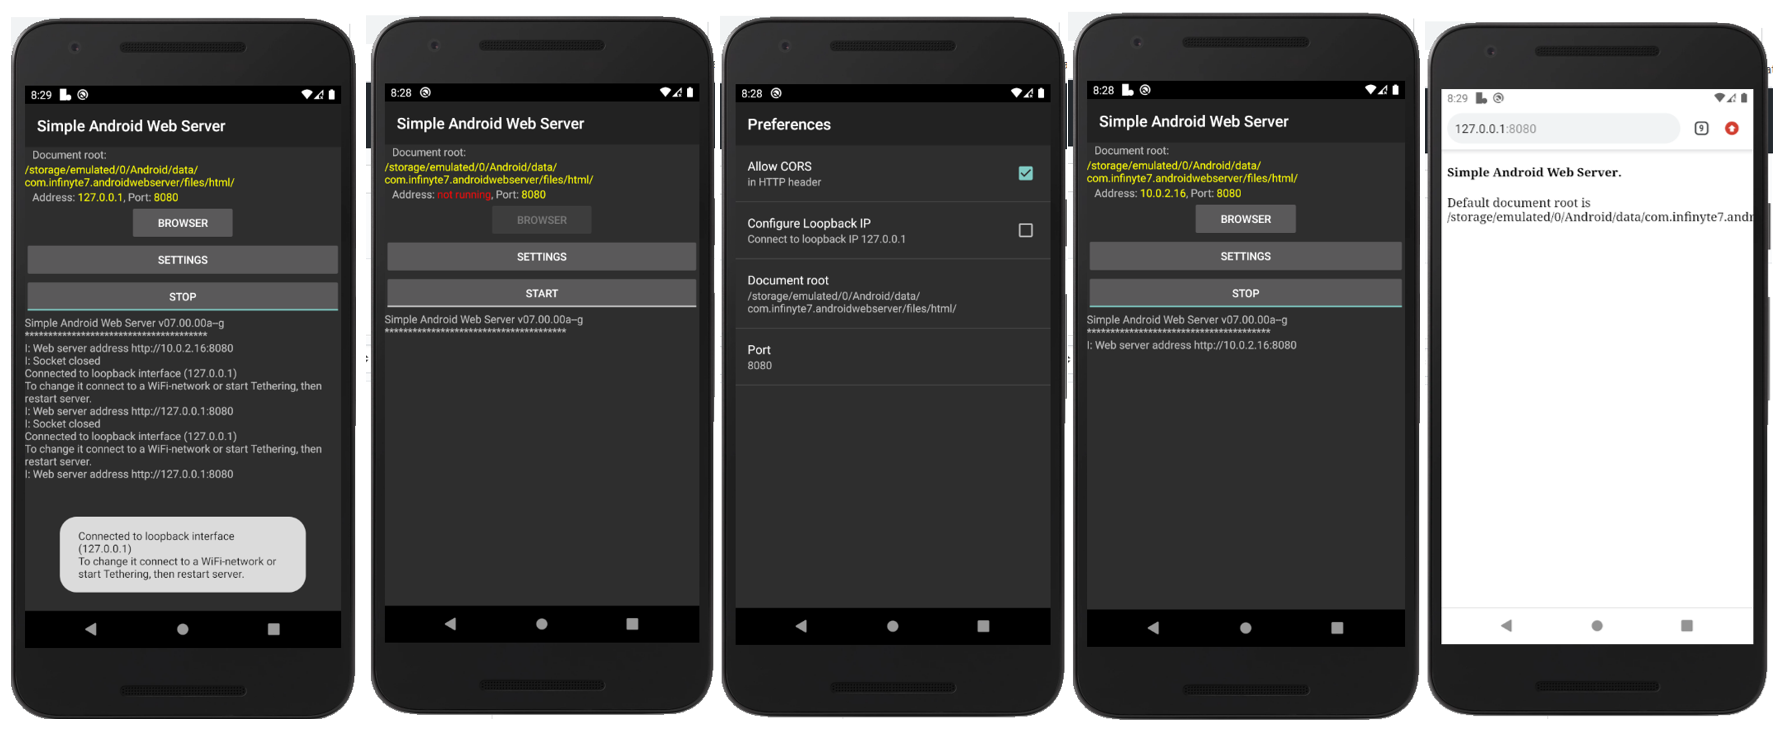 8:29
Simple Android Web Server
Document root:
/storage/emulated/0/Android/data/
com.infinyte7.androidwebserver/files/html/
Address: 127.0.0.1, Port: 8080
BROWSER
SETTINGS
STOP
Simple Android Web Server v07.00.00a--g
****************************************
I: Web server address http://10.0.2.16:8080
I: Socket closed
Connected to loopback interface (127.0.0.1)
To change it connect to a WiFi-network or start Tethering, then
restart server.
I: Web server address http://127.0.0.1:8080
I: Socket closed
Connected to loopback interface (127.0.0.1)
To change it connect to a WiFi-network or start Tethering, then
restart server.
I: Web server address http://127.0.0.1:8080
Connected to loopback interface
(127.0.0.1)
To change it connect to a WiFi-network or
start Tethering, then restart server.
8:28
Simple Android Web Server
Document root:
/storage/emulated/0/Android/data/
com.infinyte7.androidwebserver/files/html/
Address: not running, Port: 8080
BROWSER
SETTINGS
START
Simple Android Web Server v07.00.00a--g
****************************************
8:28
Preferences
Allow CORS
in HTTP header
Configure Loopback IP
Connect to loopback IP 127.0.0.1
Document root
/storage/emulated/0/Android/data/
com.infinyte7.androidwebserver/files/html/
Port
8080
8:28
Simple Android Web Server
Document root:
/storage/emulated/0/Android/data/
com.infinyte7.androidwebserver/files/html/
Address: 10.0.2.16, Port: 8080
BROWSER
SETTINGS
STOP
Simple Android Web Server v07.00.00a--g
****************************************
I: Web server address http://10.0.2.16:8080
8:29
127.0.0.1:8080
9
Simple Android Web Server.
Default document root is
/storage/emulated/0/Android/data/com.infinyte7.andr